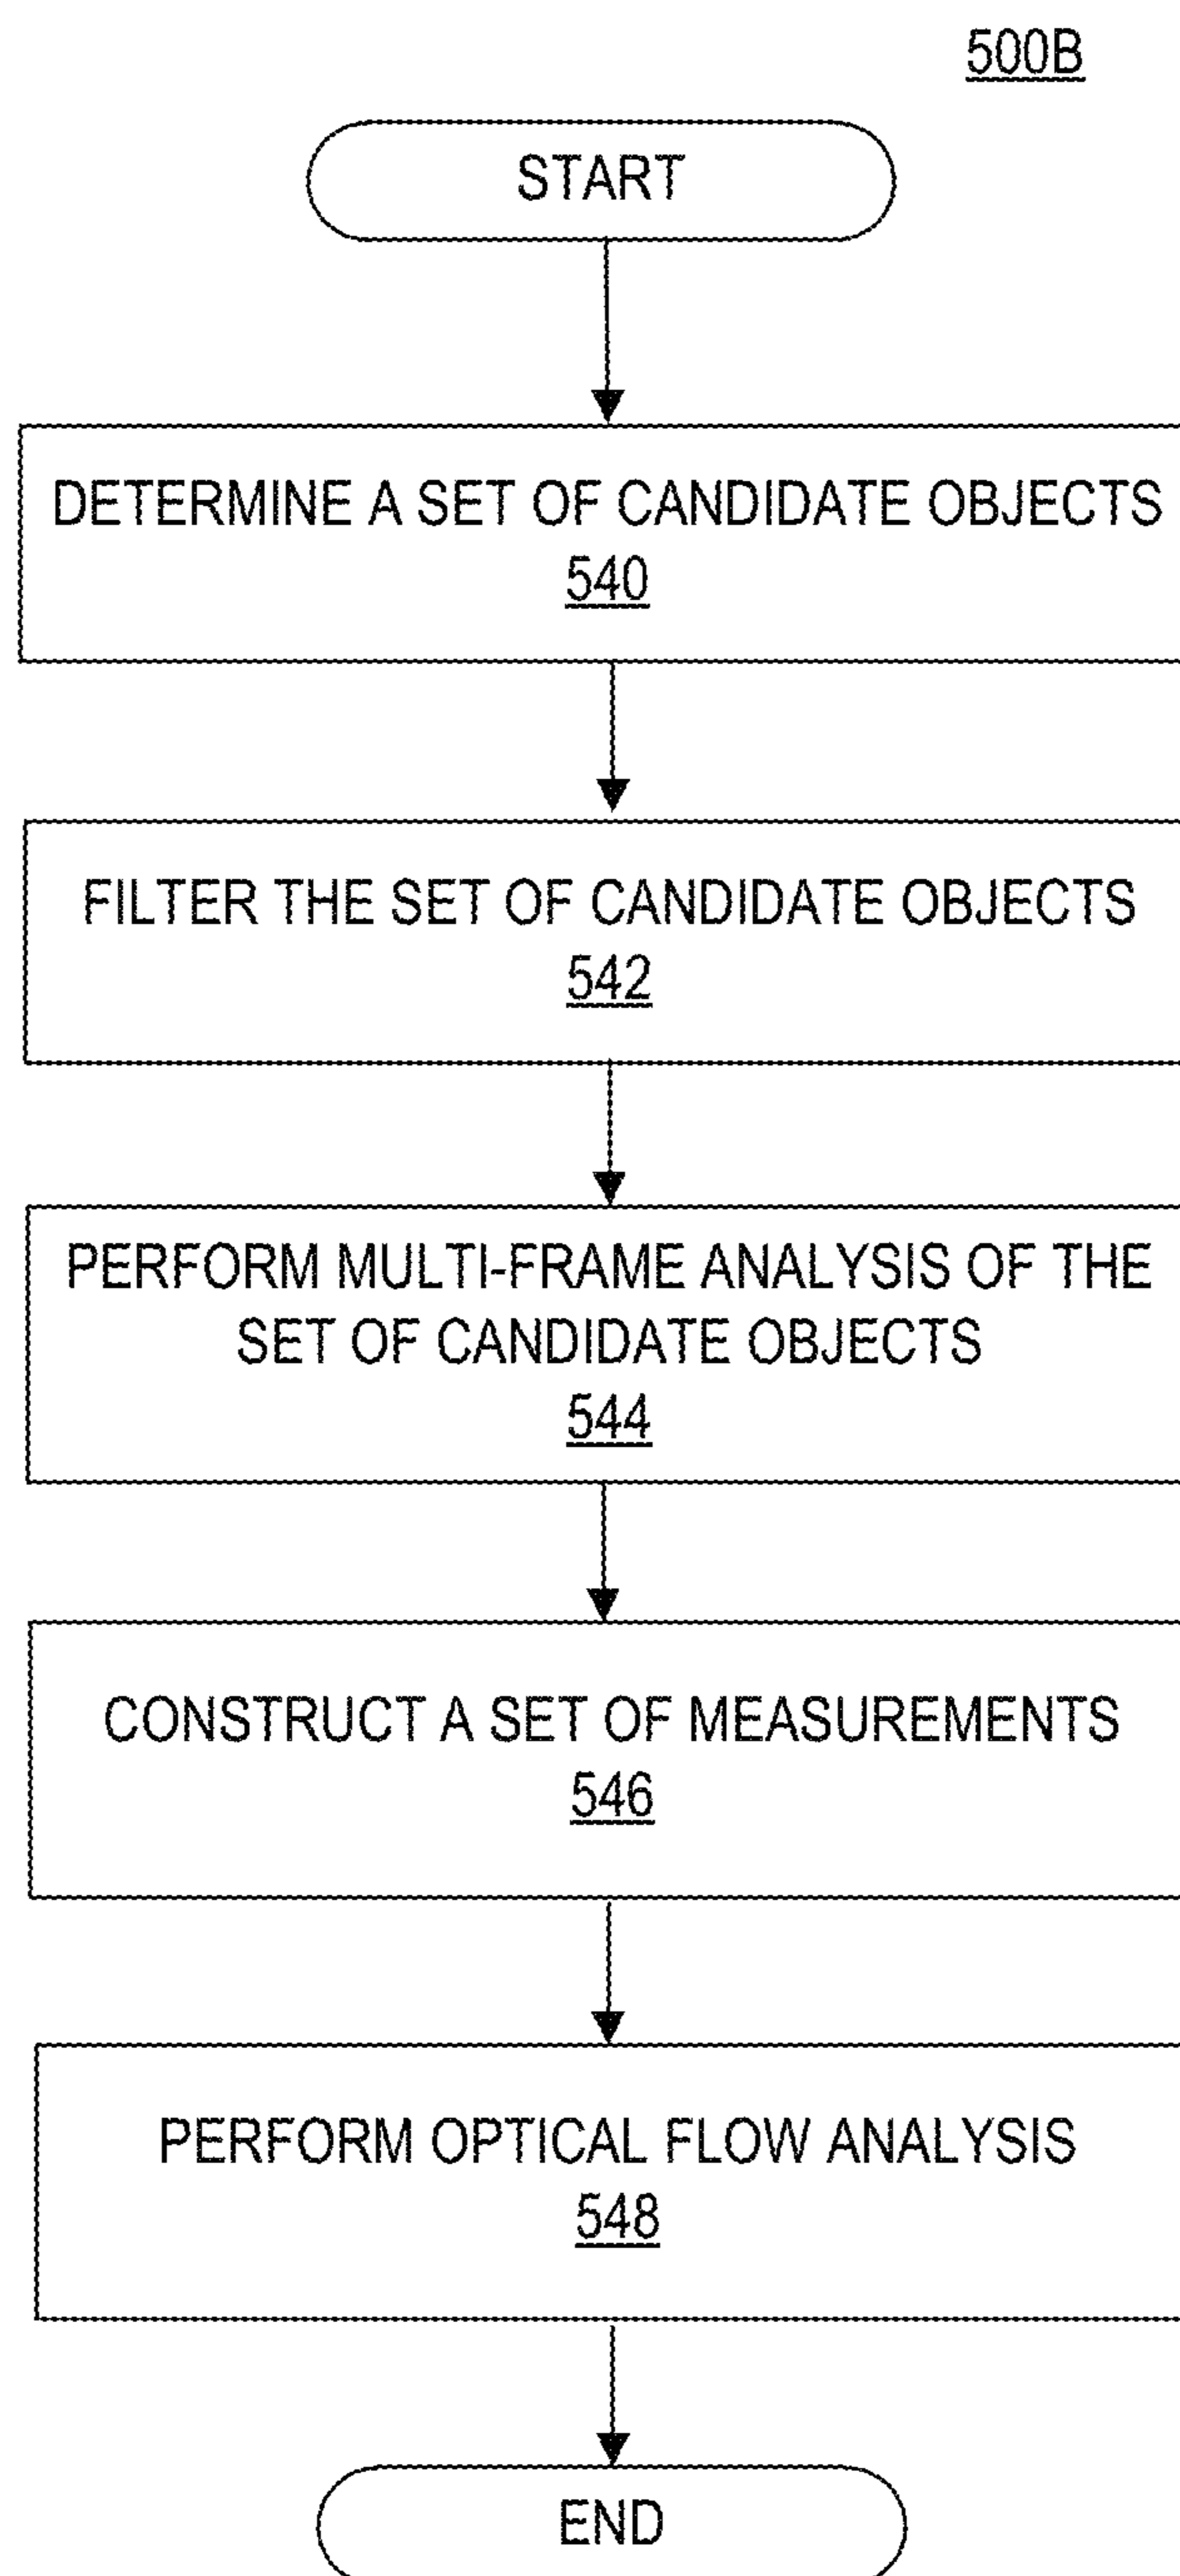 500B
START
DETERMINE A SET OF CANDIDATE OBJECTS
540
FILTER THE SET OF CANDIDATE OBJECTS
542
PERFORM MULTI-FRAME ANALYSIS OF THE
SET OF CANDIDATE OBJECTS
544
CONSTRUCT A SET OF MEASUREMENTS
546
PERFORM OPTICAL FLOW ANALYSIS
548
END